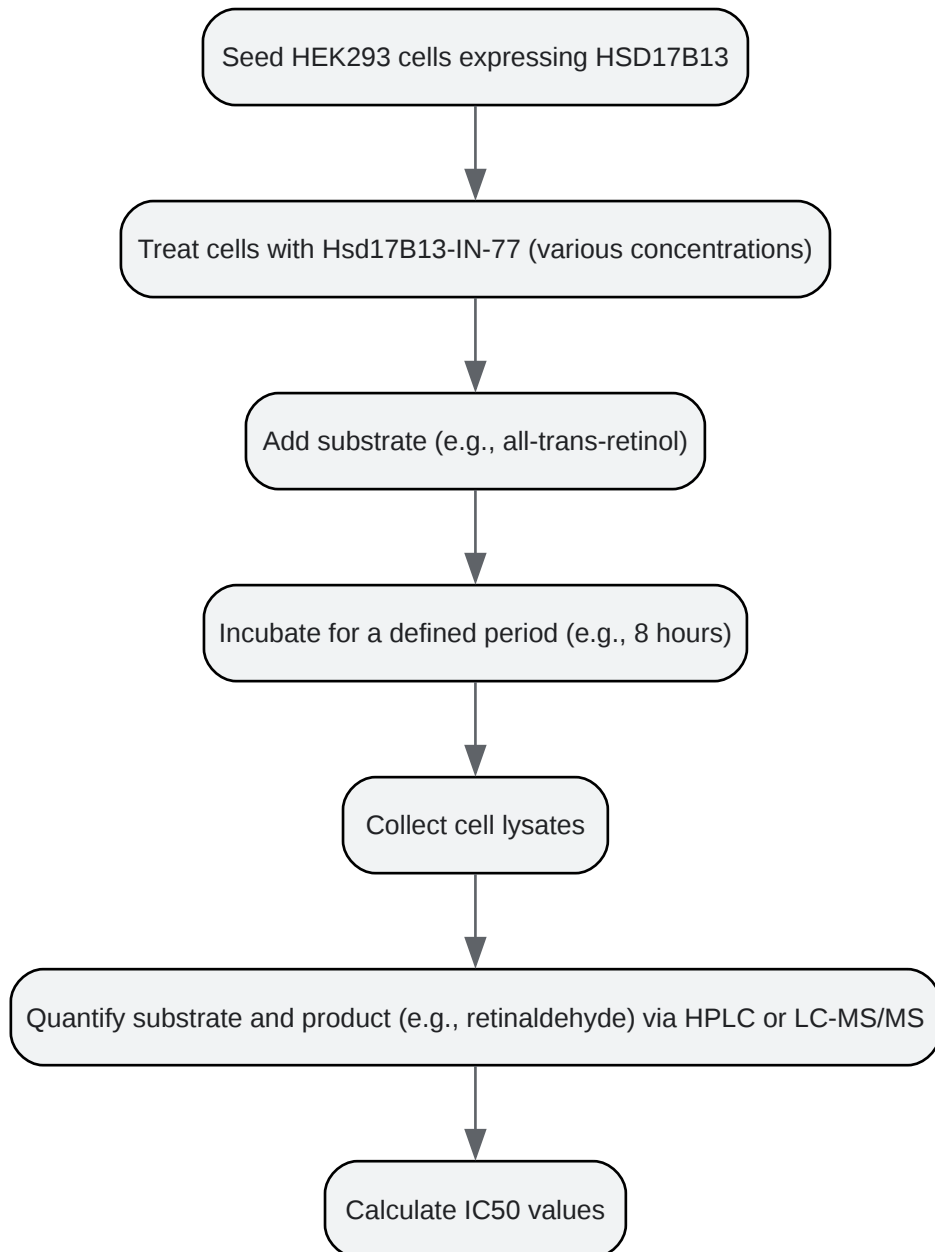 Seed HEK293 cells expressing HSD17B13
Treat cells with Hsd17B13-IN-77 (various concentrations)
Add substrate (e.g., all-trans-retinol)
Incubate for a defined period (e.g., 8 hours)
Collect cell lysates
Quantify substrate and product (e.g., retinaldehyde) via HPLC or LC-MS/MS
Calculate IC50 values